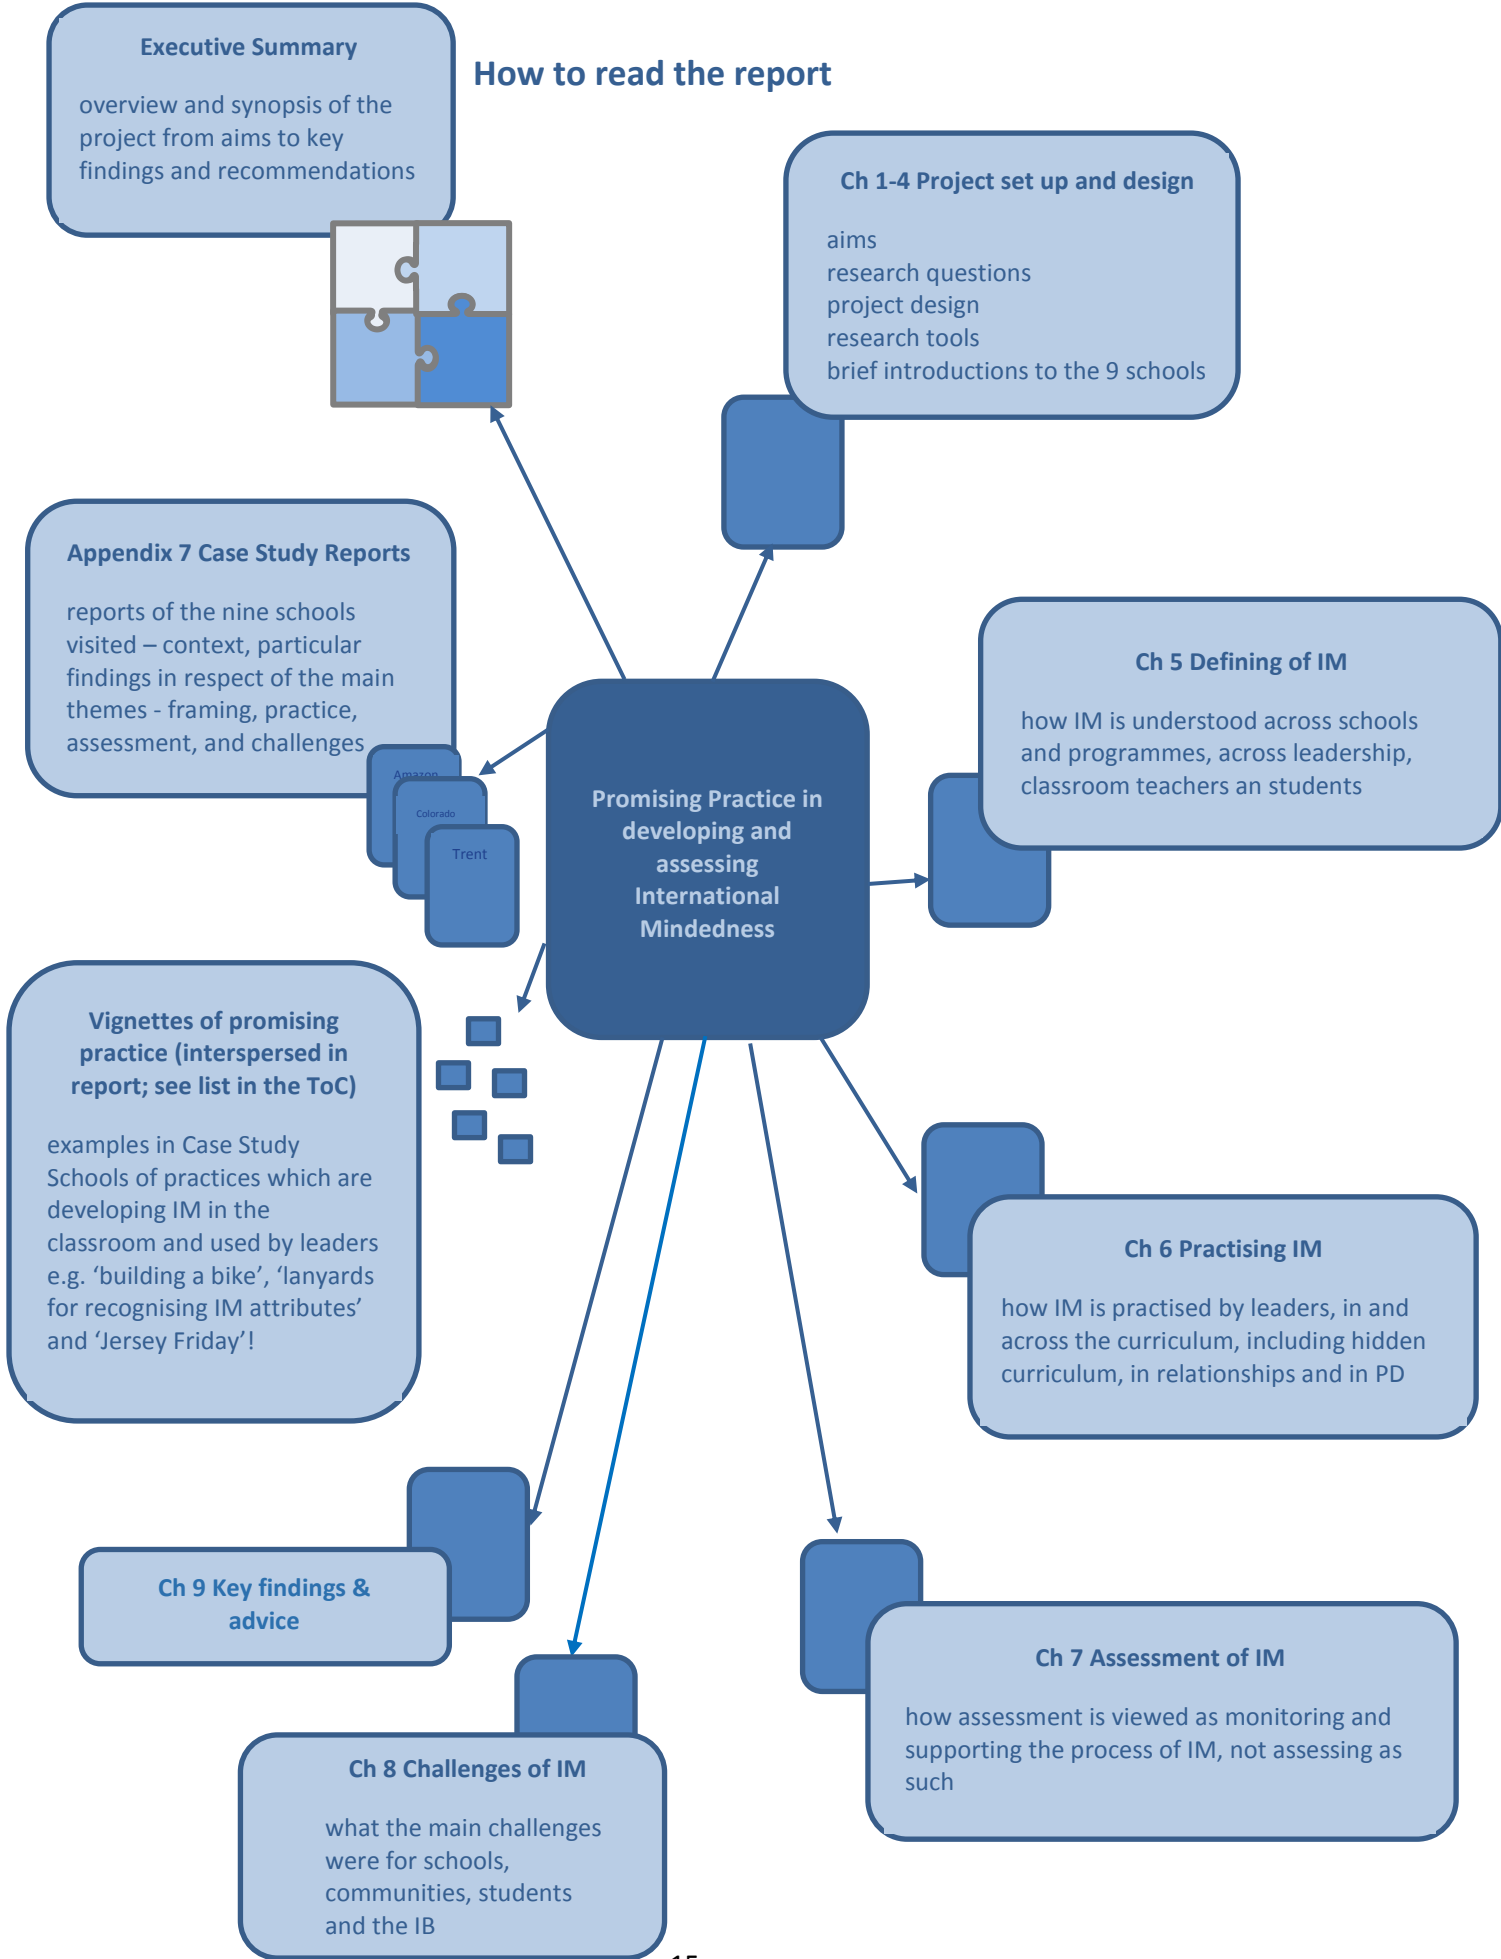 Executive Summary
overview and synopsis of the
project from aims to key
findings and recommendations
How to read the report
Ch 1-4 Project set up and design
aims
research questions
project design
research tools
brief introductions to the 9 schools
Appendix 7 Case Study Reports
reports of the nine schools
visited – context, particular
findings in respect of the main
themes - framing, practice,
assessment, and challenges
Amazon
Colorado
Trent
Ch 5 Defining of IM
how IM is understood across schools
and programmes, across leadership,
classroom teachers an students
Promising Practice in
developing and
assessing
International
Mindedness
Vignettes of promising
practice (interspersed in
report; see list in the ToC)
examples in Case Study
Schools of practices which are
developing IM in the
classroom and used by leaders
e.g. ‘building a bike’, ‘lanyards
for recognising IM attributes’
and ‘Jersey Friday’!
Ch 6 Practising IM
how IM is practised by leaders, in and
across the curriculum, including hidden
curriculum, in relationships and in PD
Ch 9 Key findings &
advice
Ch 7 Assessment of IM
how assessment is viewed as monitoring and
supporting the process of IM, not assessing as
such
Ch 8 Challenges of IM
what the main challenges
were for schools,
communities, students
and the IB
15